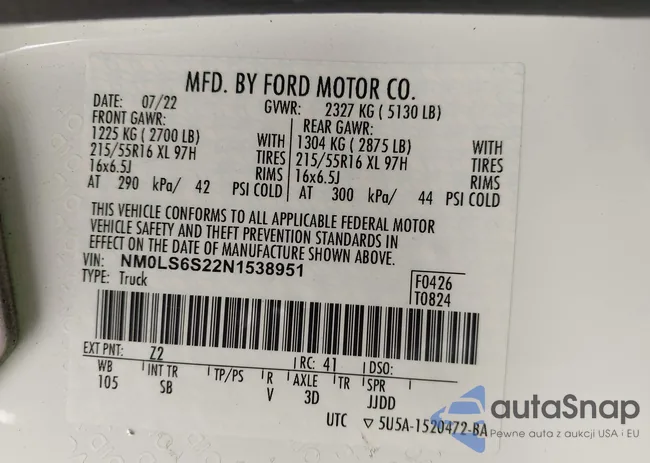 MFD. BY FORD MOTOR CO.
DATE: 07/22 GVWR: 2327 KG ( 5130 LB)
FRONT GAWR: REAR GAWR:
1225 KG ( 2700 LB) WITH 1304 KG ( 2875 LB) WITH
215/55R16 XL 97H TIRES 215/55R16 XL 97H TIRES
16x6.5J RIMS 16x6.5J RIMS
AT 290 kPa/ 42 PSI COLD AT 300 kPa/ 44 PSI COLD
THIS VEHICLE CONFORMS TO ALL APPLICABLE FEDERAL MOTOR
VEHICLE SAFETY AND THEFT PREVENTION STANDARDS IN
EFFECT ON THE DATE OF MANUFACTURE SHOWN ABOVE.
VIN: NM0LS6S22N1538951
TYPE: Truck
F0426
T0824
EXT PNT: Z2 RC: 41 DSO:
WB INT TR TP/PS R AXLE TR SPR
105 SB V 3D JJDD
UTC ▽ 5U5A-1520472-BA
autaSnap
Pewne auta z aukcji USA - EU